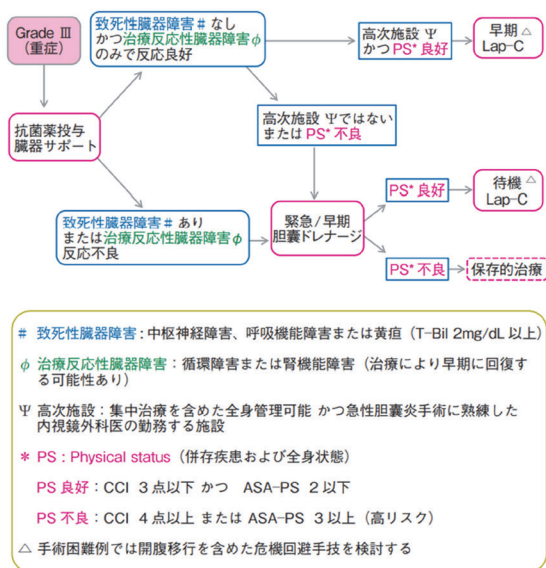 Grade Ⅲ
(重症)
致死性臓器障害 # なし
かつ治療反応性臓器障害φ
のみで反応良好
高次施設 Ψ
かつ PS* 良好
早期 △
Lap-C
抗菌薬投与
臓器サポート
高次施設 Ψではない
または PS* 不良
致死性臓器障害 # あり
または治療反応性臓器障害φ
反応不良
緊急/早期
胆嚢ドレナージ
PS* 良好
待機 △
Lap-C
PS* 不良
保存的治療
# 致死性臓器障害:中枢神経障害、呼吸機能障害または黄疸(T-Bil 2mg/dL 以上)
φ 治療反応性臓器障害:循環障害または腎機能障害(治療により早期に回復す
る可能性あり)
Ψ 高次施設:集中治療を含めた全身管理可能 かつ急性胆嚢炎手術に熟練した
内視鏡外科医の勤務する施設
* PS:Physical status(併存疾患および全身状態)
PS 良好:CCI 3 点以下 かつ ASA-PS 2 以下
PS 不良:CCI 4 点以上 または ASA-PS 3 以上(高リスク)
△ 手術困難例では開腹移行を含めた危機回避手技を検討する